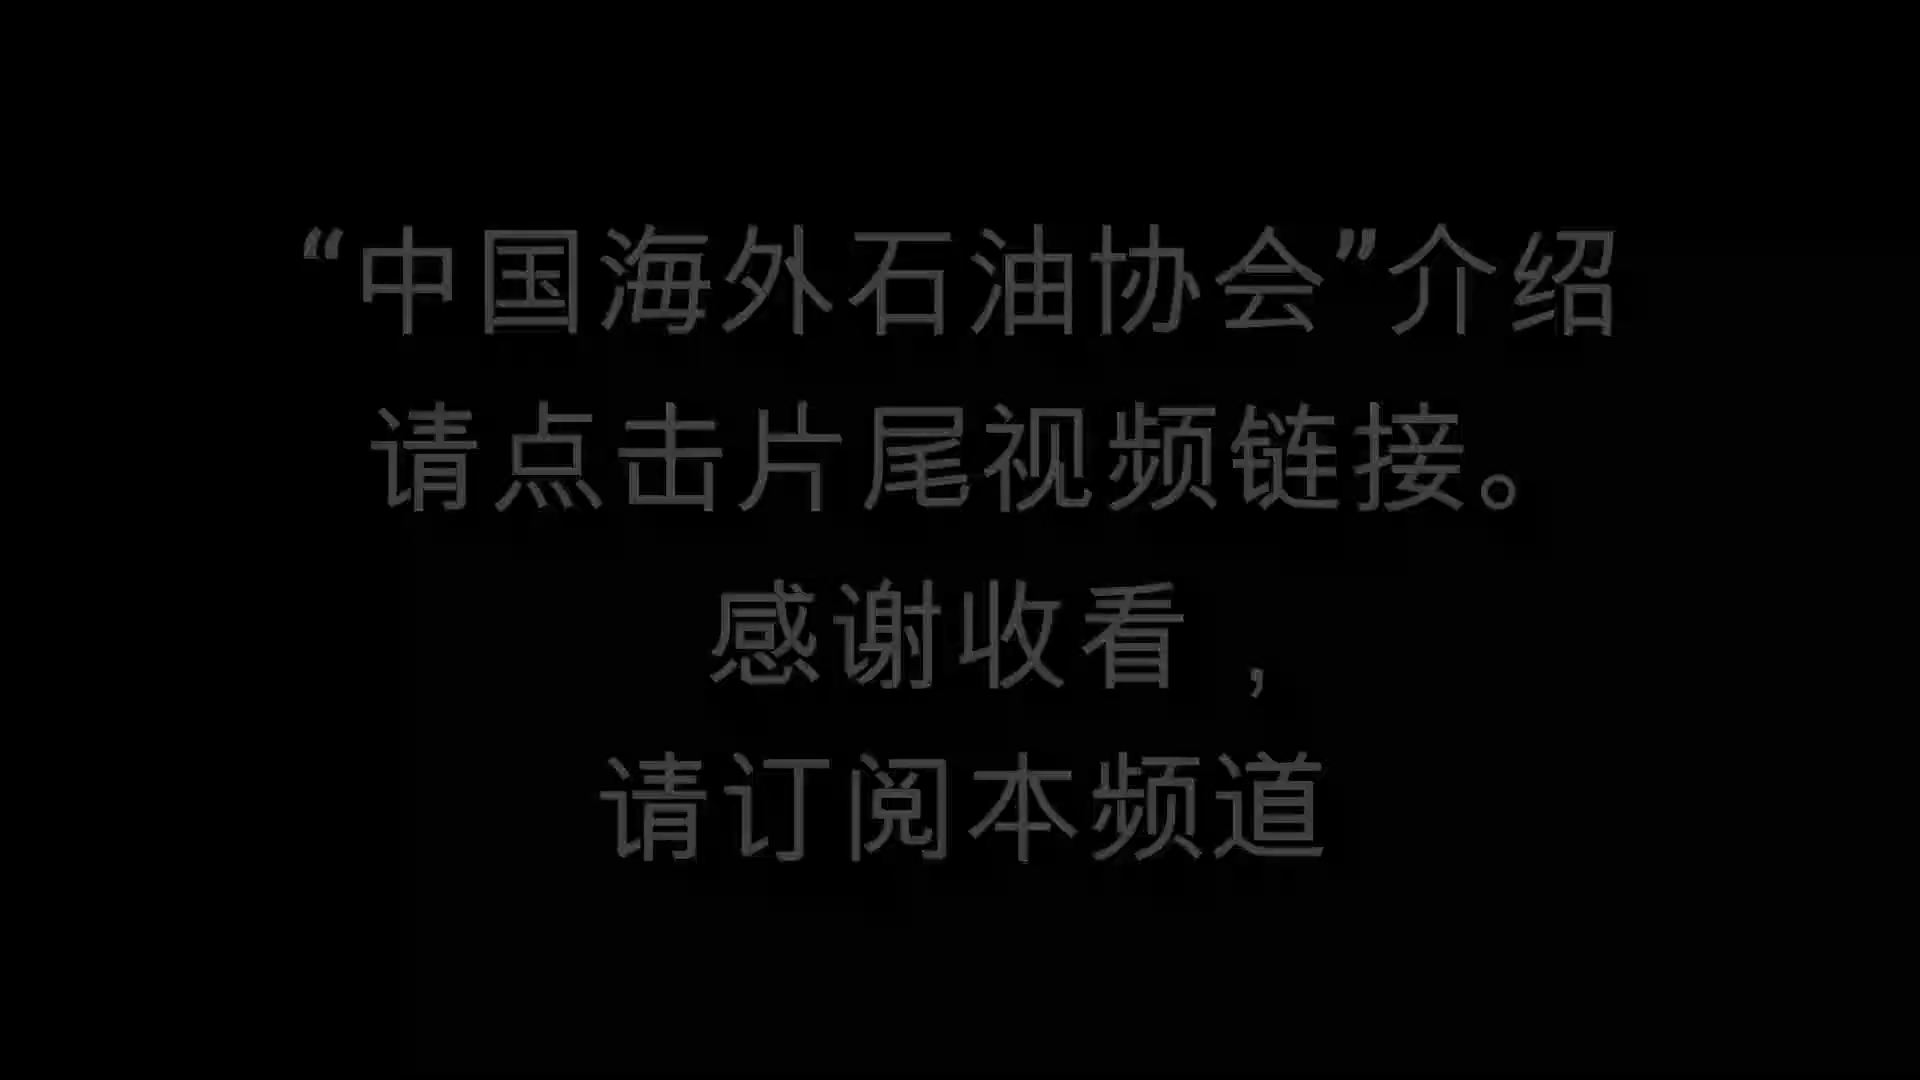 “中国海外石油协会”介绍
请点击片尾视频链接。
感谢收看，
请订阅本频道